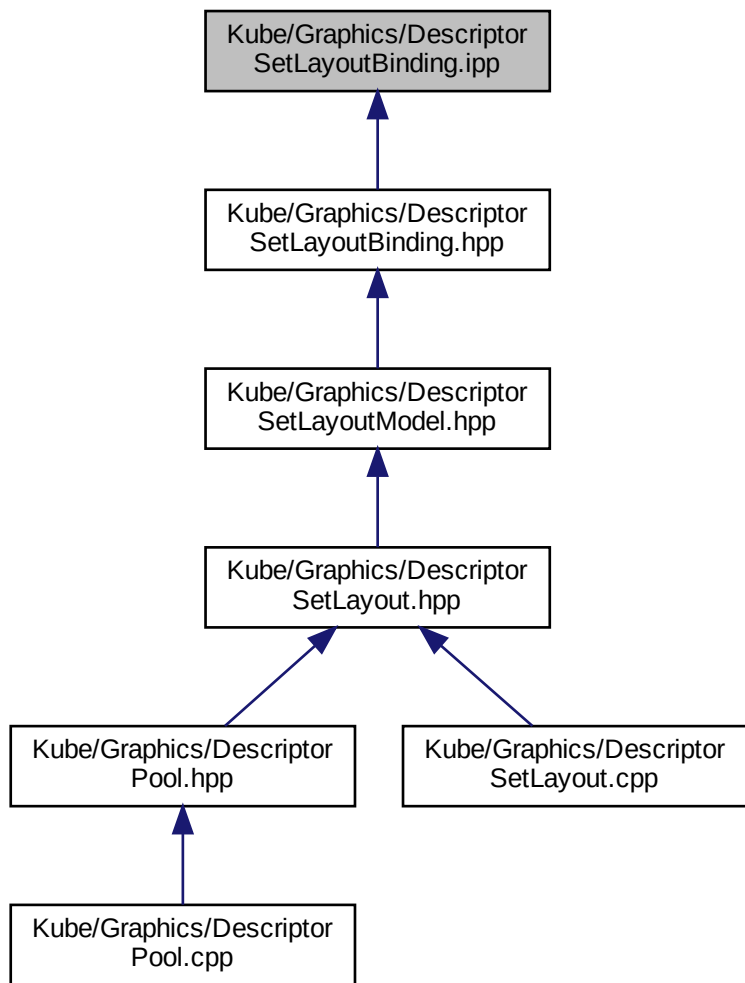 Kube/Graphics/Descriptor
SetLayoutBinding.ipp
Kube/Graphics/Descriptor
SetLayoutBinding.hpp
Kube/Graphics/Descriptor
SetLayoutModel.hpp
Kube/Graphics/Descriptor
SetLayout.hpp
Kube/Graphics/Descriptor
Pool.hpp
Kube/Graphics/Descriptor
SetLayout.cpp
Kube/Graphics/Descriptor
Pool.cpp